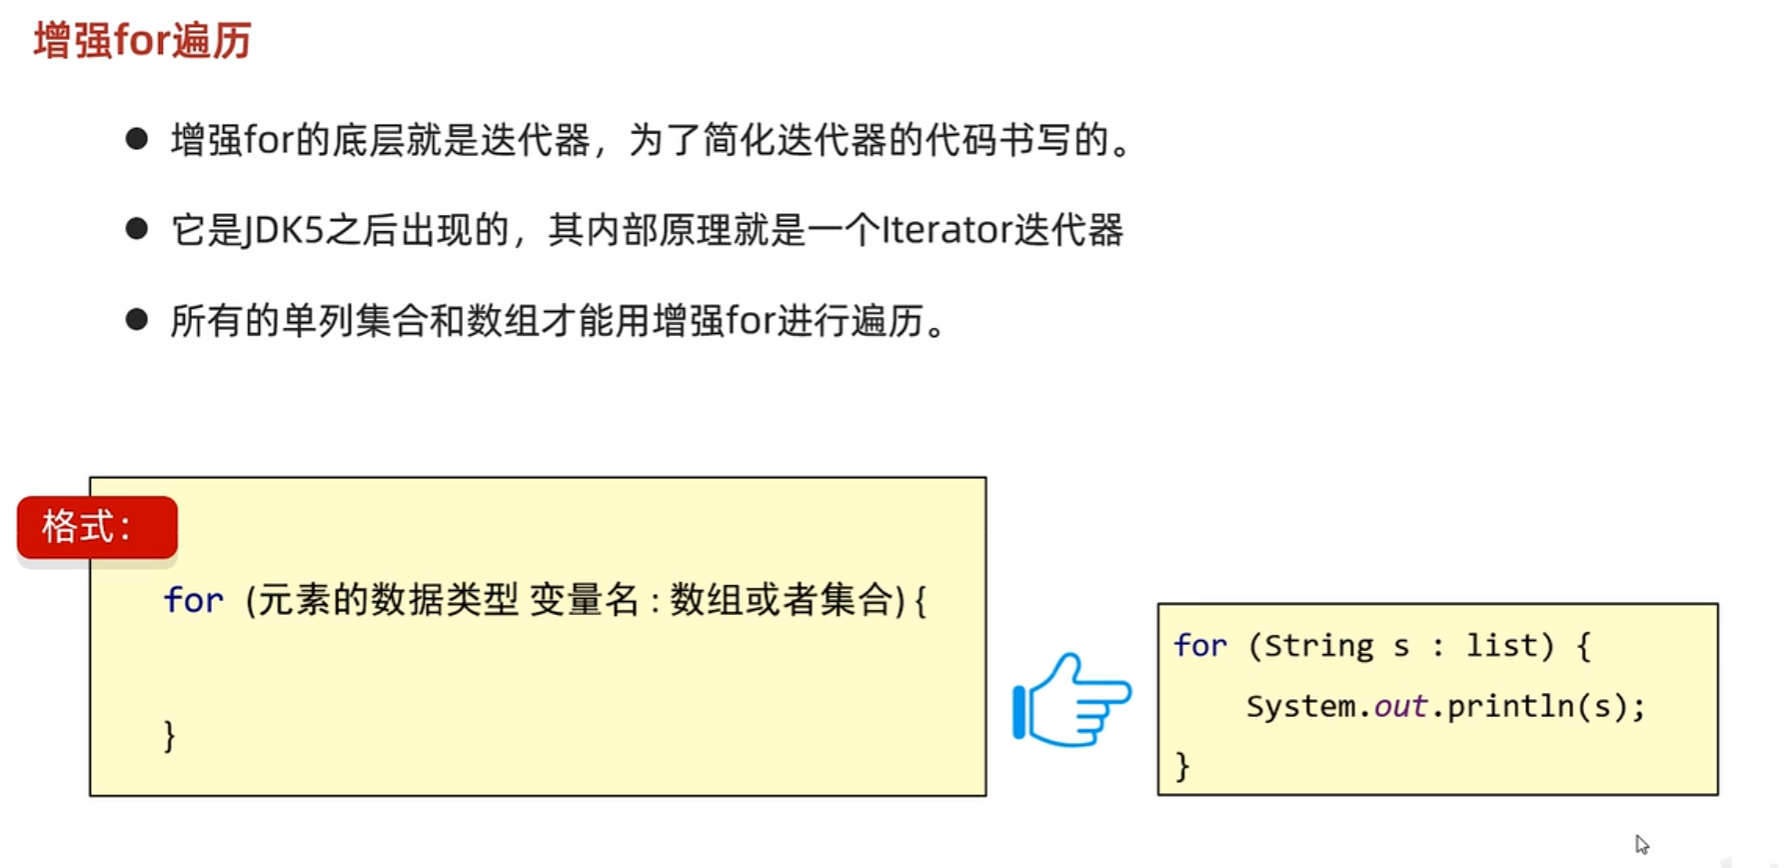 增强for遍历
增强for的底层就是迭代器，为了简化迭代器的代码书写的。
它是JDK5之后出现的，其内部原理就是一个Iterator迭代器
所有的单列集合和数组才能用增强for进行遍历。
格式：
for (元素的数据类型 变量名 : 数组或者集合) {
}
for (String s : list) {
System.out.println(s);
}